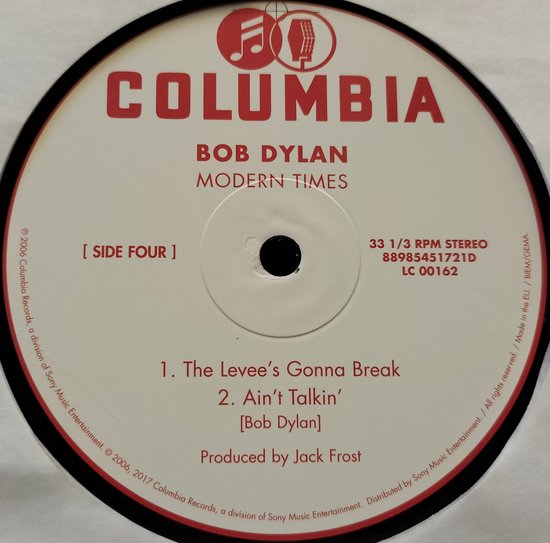 COLUMBIA
BOB DYLAN
MODERN TIMES
[ SIDE FOUR ]
33 1/3 RPM STEREO
88985451721D
LC 00162
1. The Levee's Gonna Break
2. Ain't Talkin'
[Bob Dylan]
Produced by Jack Frost
℗ 2006 Columbia Records, a division of Sony Music Entertainment. © 2006, 2017 Columbia Records, a division of Sony Music Entertainment. Distributed by Sony Music Entertainment. / All rights reserved. / Made in the EU. / BIEM/GEMA.